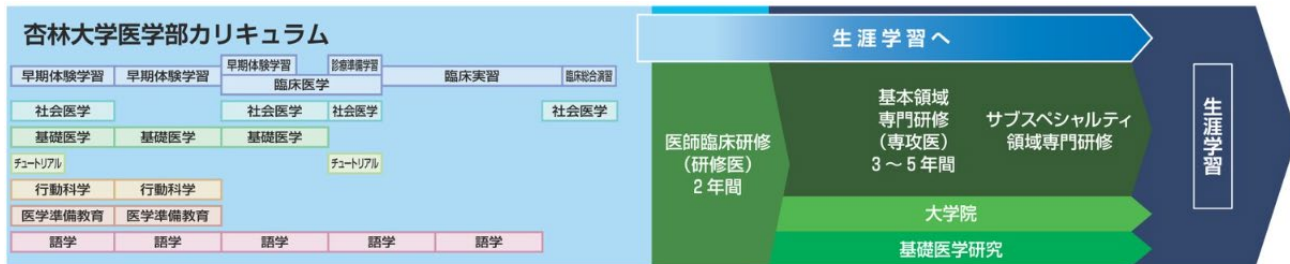 杏林大学医学部カリキュラム
早期体験学習 早期体験学習 早期体験学習 診療準備学習 臨床実習 臨床総合演習
臨床医学
社会医学 社会医学 社会医学 社会医学
基礎医学 基礎医学 基礎医学
チュートリアル チュートリアル
行動科学 行動科学
医学準備教育 医学準備教育
語学 語学 語学 語学 語学
生涯学習へ
医師臨床研修
(研修医)
2年間
基本領域
専門研修
(専攻医)
3〜5年間
サブスペシャルティ
領域専門研修
大学院
基礎医学研究
生涯学習